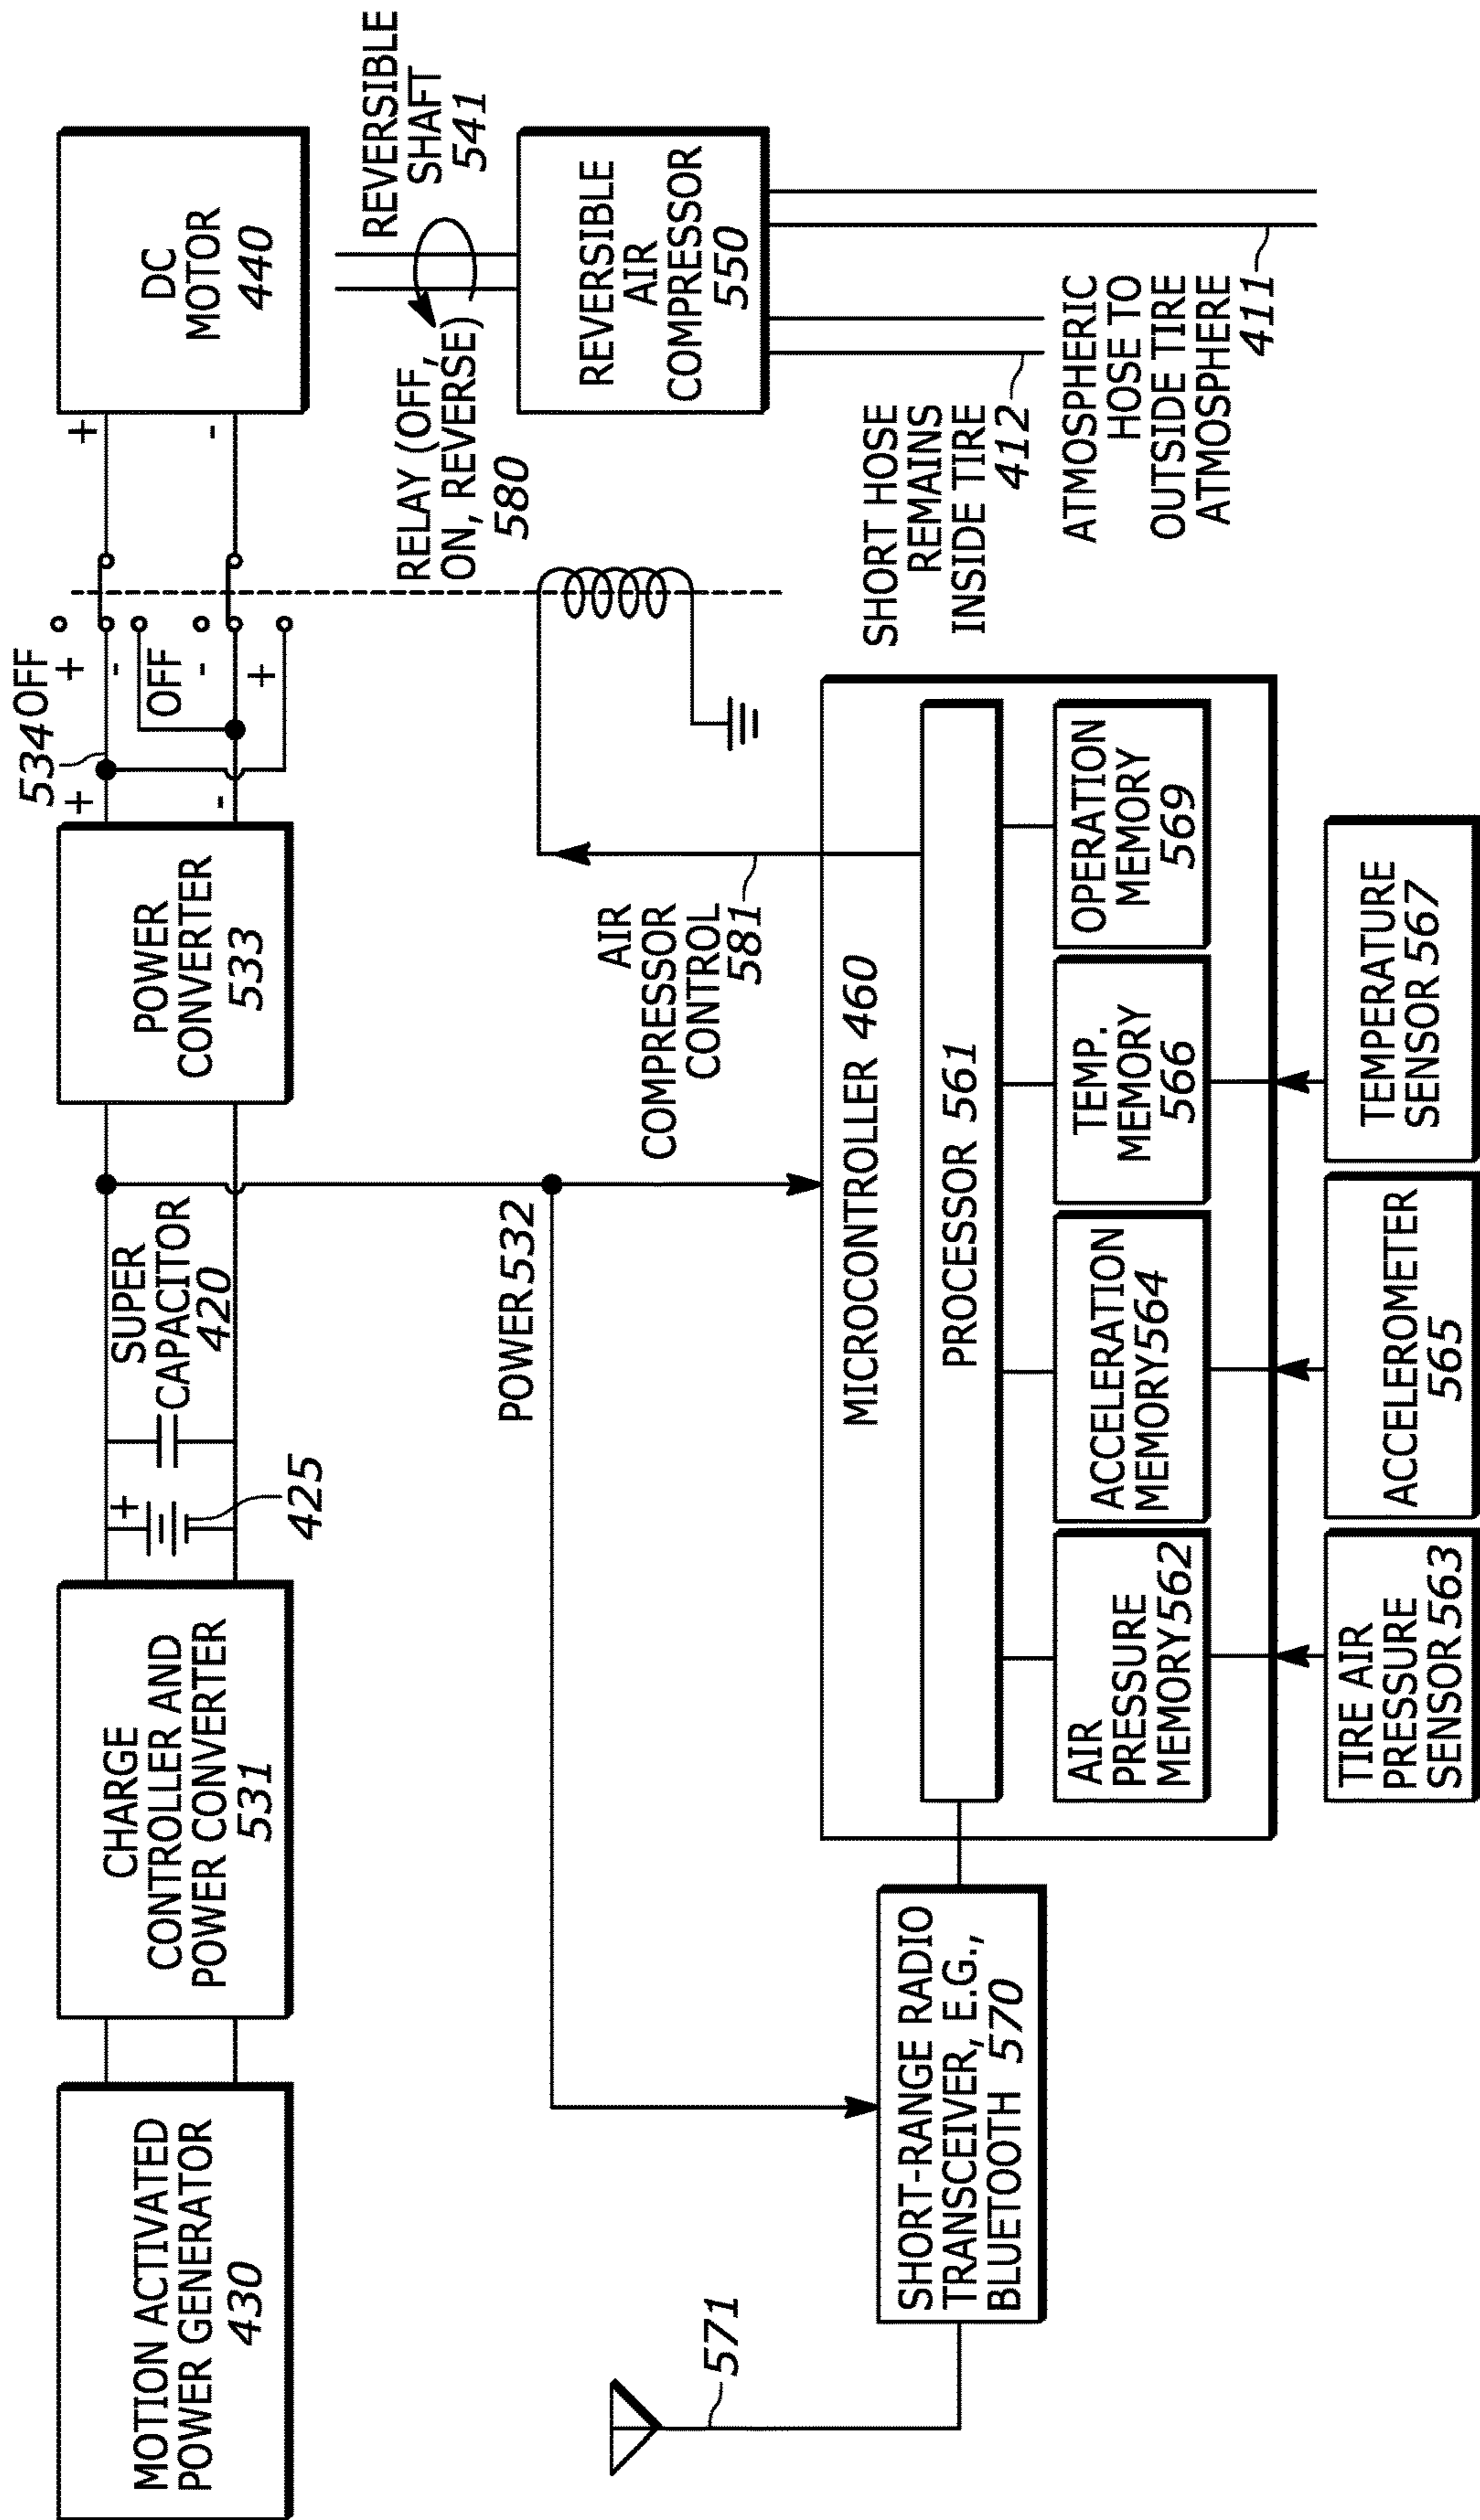 MOTION ACTIVATED
POWER GENERATOR
430
CHARGE
CONTROLLER AND
POWER CONVERTER
531
+
425
SUPER
CAPACITOR
420
POWER
CONVERTER
533
534
+
-
OFF
+
-
OFF
-
+
+
-
DC
MOTOR
440
REVERSIBLE
SHAFT
541
RELAY (OFF,
ON, REVERSE)
580
REVERSIBLE
AIR
COMPRESSOR
550
SHORT HOSE
REMAINS
INSIDE TIRE
412
ATMOSPHERIC
HOSE TO
OUTSIDE TIRE
ATMOSPHERE
411
POWER 532
AIR
COMPRESSOR
CONTROL
581
571
SHORT-RANGE RADIO
TRANSCEIVER, E.G.,
BLUETOOTH 570
MICROCONTROLLER 460
PROCESSOR 561
AIR
PRESSURE
MEMORY 562
ACCELERATION
MEMORY 564
TEMP.
MEMORY
566
OPERATION
MEMORY
569
TIRE AIR
PRESSURE
SENSOR 563
ACCELEROMETER
565
TEMPERATURE
SENSOR 567